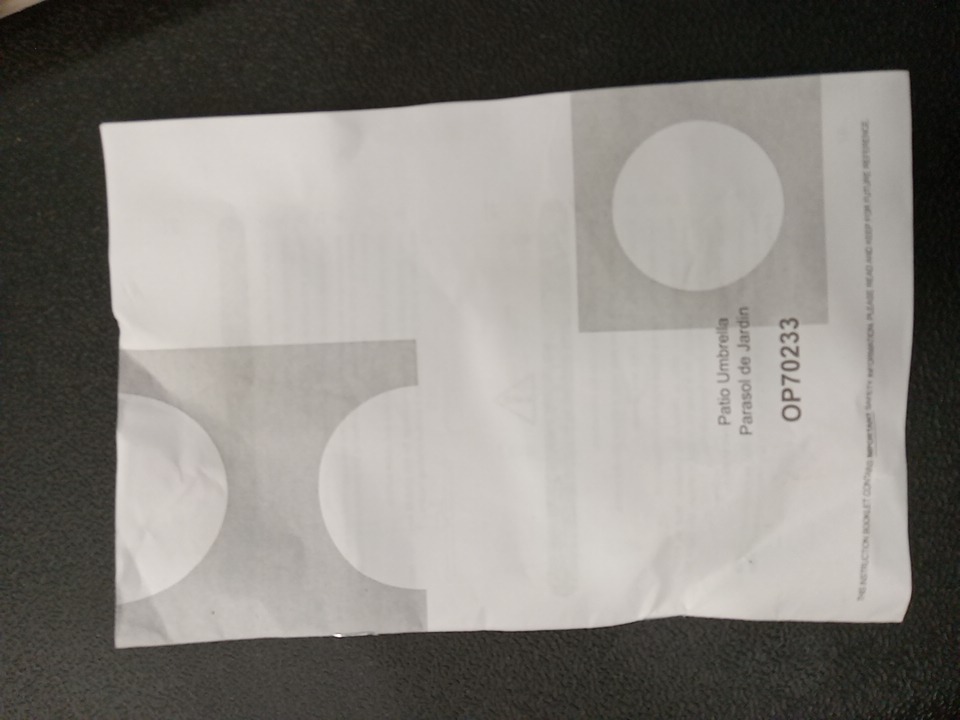 Patio Umbrella
Parasol de Jardin
OP70233
THIS INSTRUCTION BOOKLET CONTAINS IMPORTANT SAFETY INFORMATION. PLEASE READ AND KEEP FOR FUTURE REFERENCE.